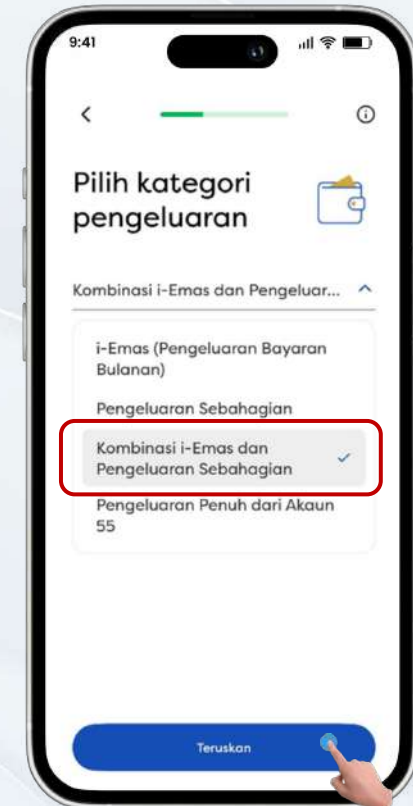 9:41
Pilih kategori
pengeluaran
Kombinasi i-Emas dan Pengeluar...
i-Emas (Pengeluaran Bayaran
Bulanan)
Pengeluaran Sebahagian
Kombinasi i-Emas dan
Pengeluaran Sebahagian
Pengeluaran Penuh dari Akaun
55
Teruskan